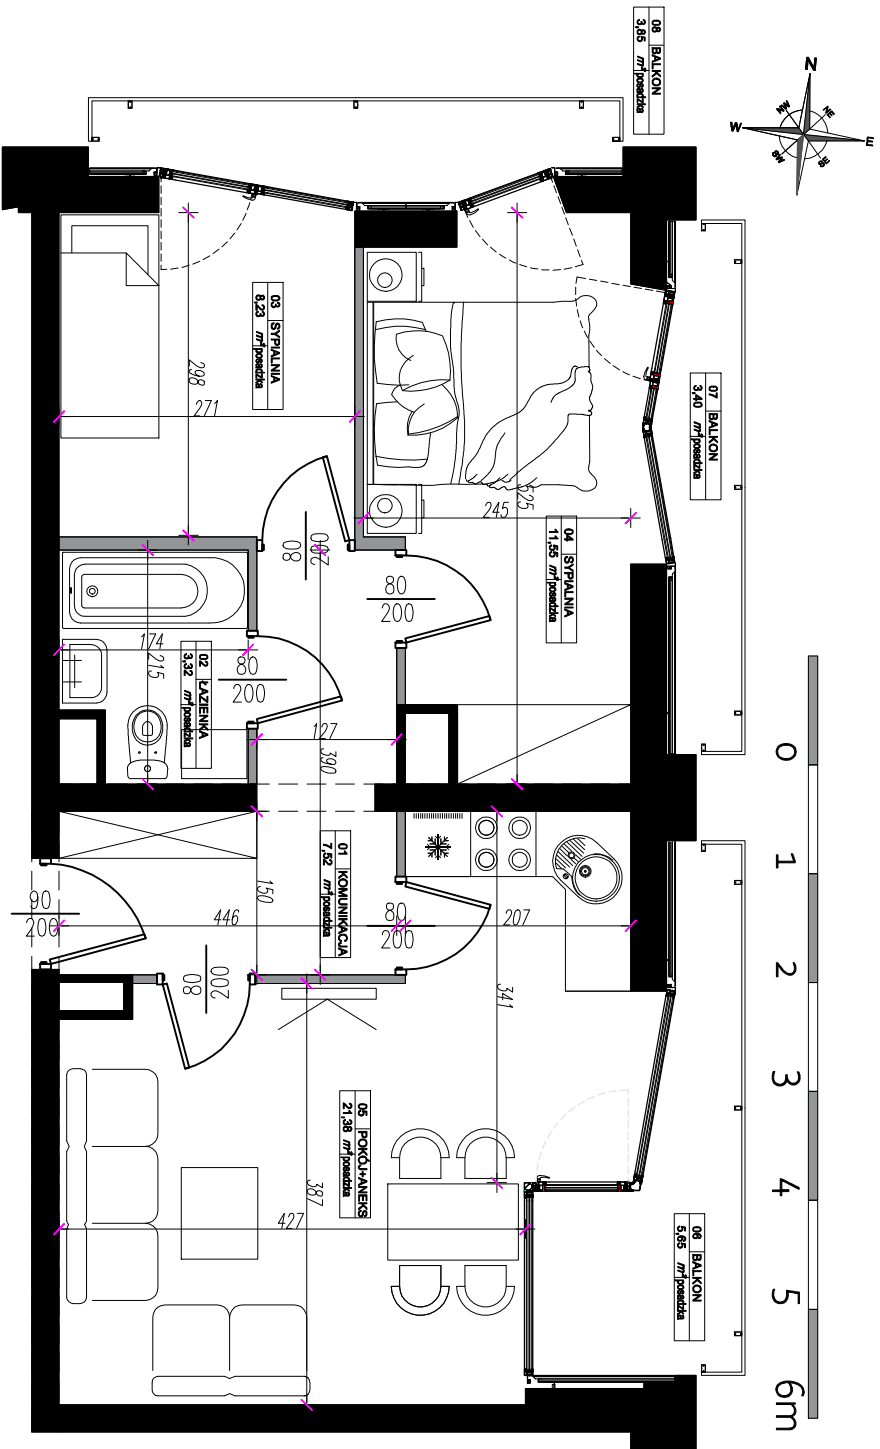 08 BALKON
3,85 m² posadzka
N
NE
E
SE
SW
W
NW
07 BALKON
3,40 m² posadzka
03 SYPIALNIA
8,23 m² posadzka
298
271
525
245
04 SYPIALNIA
11,55 m² posadzka
80
200
80
200
80
200
174
215
02 ŁAZIENKA
3,32 m² posadzka
127
390
01 KOMUNIKACJA
7,52 m² posadzka
150
446
90
200
80
200
207
80
200
341
05 POKÓJ+ANEKS
21,38 m² posadzka
387
427
06 BALKON
5,65 m² posadzka
0 1 2 3 4 5 6m